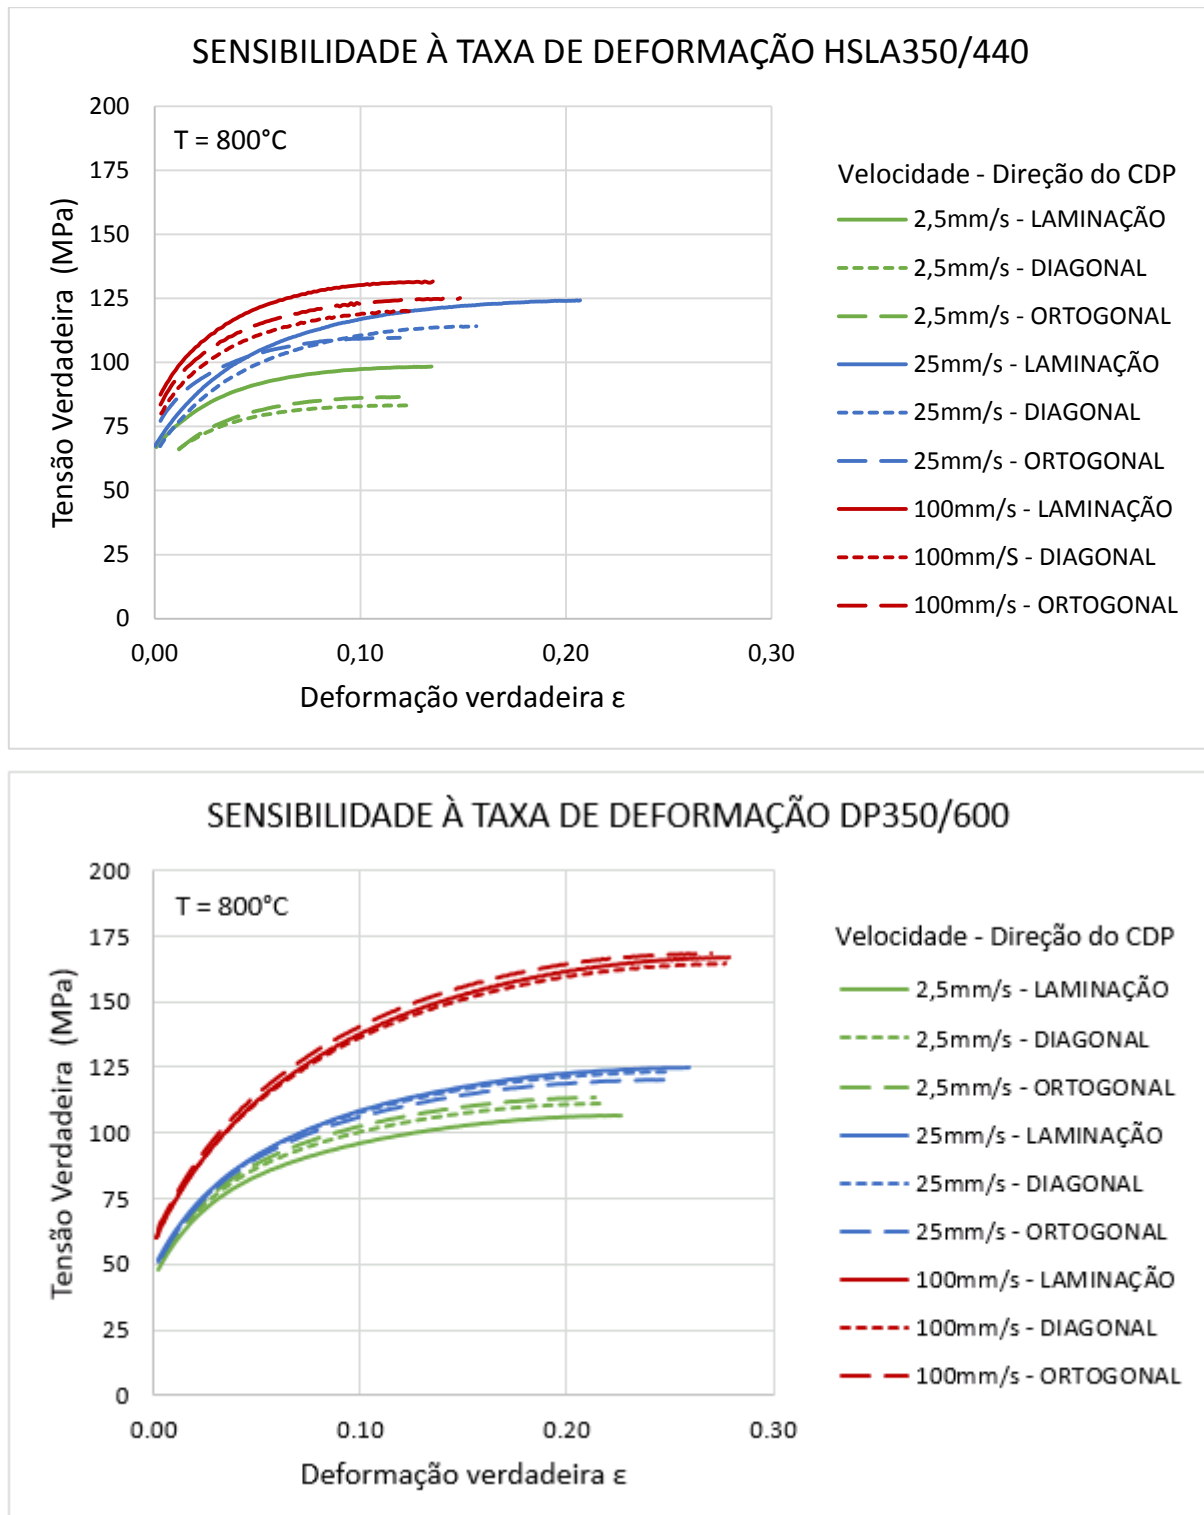 SENSIBILIDADE À TAXA DE DEFORMAÇÃO HSLA350/440
200
T = 800°C
175
150
125
100
75
50
25
0
0,00
0,10
0,20
0,30
Tensão Verdadeira (MPa)
Deformação verdadeira ε
Velocidade - Direção do CDP
2,5mm/s - LAMINAÇÃO
2,5mm/s - DIAGONAL
2,5mm/s - ORTOGONAL
25mm/s - LAMINAÇÃO
25mm/s - DIAGONAL
25mm/s - ORTOGONAL
100mm/s - LAMINAÇÃO
100mm/S - DIAGONAL
100mm/s - ORTOGONAL
SENSIBILIDADE À TAXA DE DEFORMAÇÃO DP350/600
200
T = 800°C
175
150
125
100
75
50
25
0
0.00
0.10
0.20
0.30
Tensão Verdadeira (MPa)
Deformação verdadeira ε
Velocidade - Direção do CDP
2,5mm/s - LAMINAÇÃO
2,5mm/s - DIAGONAL
2,5mm/s - ORTOGONAL
25mm/s - LAMINAÇÃO
25mm/s - DIAGONAL
25mm/s - ORTOGONAL
100mm/s - LAMINAÇÃO
100mm/s - DIAGONAL
100mm/s - ORTOGONAL